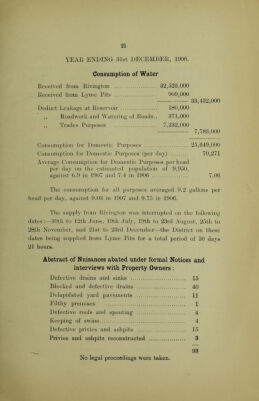 21
YEAR ENDING 31st DECEMBER, 1908.
Consumption of Water
Received from Rivington ... 32,523,000
Received from Lyme Pits ... 909,000
33,432,000
Deduct Leakage at Reservoir ... 180,000
,, Roadwork and Watering of Roads.. 371,000
,, Trades Purposes ... 7,232,000
7,783,000
Consumption for Domestic Purposes ... 25,649,000
Consumption for Domestic Purposes (per day) ... 70,271
Average Consumption for Domestic Purposes per head
per day on the estimated population of 9,950,
against 6.9 in 1907 and 7.4 in 1906 ... 7.06
The consumption for all purposes averaged 9.2 gallons per
head per day, against 9.03 in 1907 and 9.75 in 1906.
The supply from Rivington was interrupted on the following
dates:—10th to 12th June, 19th July, 19th to 23rd August, 25th to
28th November, and 21st to 23rd December—the District on these
dates being supplied from Lyme Pits for a total period of 10 days
21 hours.
Abstract of Nuisances abated under formal Notices and
interviews with Property Owners:
Defective drains and sinks ... 15
Blocked and defective drains ... 40
Delapidated yard pavements ... 11
Filthy premises ... 1
Defective roofs and spouting ... 4
Keeping of swine ... 4
Defective privies and ashpits ... 15
Privies and ashpits reconstructed ... 3
93
No legal proceedings were taken.